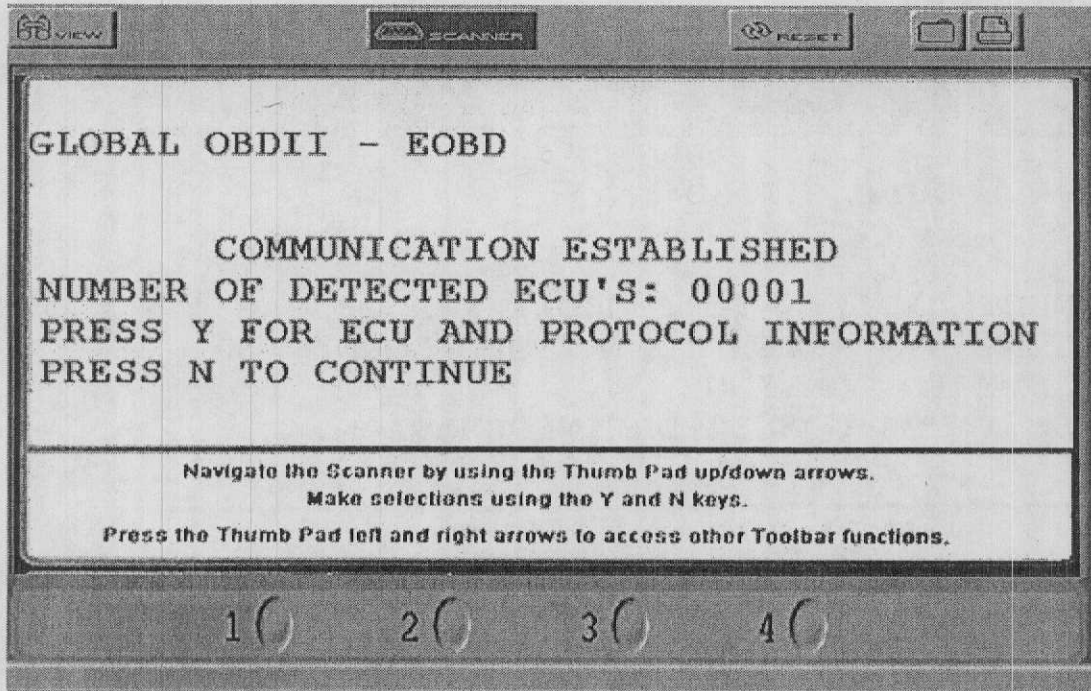 VIEW
SCANNER
RESET
GLOBAL OBDII - EOBD
COMMUNICATION ESTABLISHED
NUMBER OF DETECTED ECU'S: 00001
PRESS Y FOR ECU AND PROTOCOL INFORMATION
PRESS N TO CONTINUE
Navigate the Scanner by using the Thumb Pad up/down arrows.
Make selections using the Y and N keys.
Press the Thumb Pad left and right arrows to access other Toolbar functions.
1 2 3 4